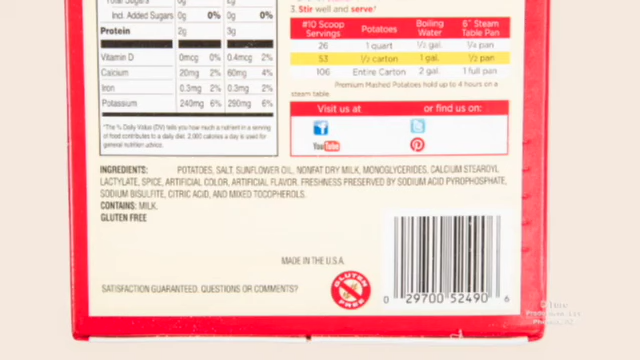 Incl. Added Sugars 0g 0% 0g 0%
Protein 2g 3g
Vitamin D 0mcg 0% 0.4mcg 2%
Calcium 20mg 2% 60mg 4%
Iron 0.3mg 2% 0.3mg 2%
Potassium 240mg 6% 290mg 6%
*The % Daily Value (DV) tells you how much a nutrient in a serving
of food contributes to a daily diet. 2,000 calories a day is used for
general nutrition advice.
3. Stir well and serve!
#10 Scoop Servings Potatoes Boiling Water 6" Steam Table Pan
26 1 quart ½ gal. ¼ pan
53 ½ carton 1 gal. ½ pan
106 Entire Carton 2 gal. 1 full pan
Premium Mashed Potatoes hold up to 4 hours on a
steam table.
Visit us at or find us on:
You Tube
INGREDIENTS: POTATOES, SALT, SUNFLOWER OIL, NONFAT DRY MILK, MONOGLYCERIDES, CALCIUM STEAROYL
LACTYLATE, SPICE, ARTIFICIAL COLOR, ARTIFICIAL FLAVOR. FRESHNESS PRESERVED BY SODIUM ACID PYROPHOSPHATE,
SODIUM BISULFITE, CITRIC ACID, AND MIXED TOCOPHEROLS.
CONTAINS: MILK.
GLUTEN FREE
MADE IN THE U.S.A.
SATISFACTION GUARANTEED. QUESTIONS OR COMMENTS?
GLUTEN FREE
0 29700 52490 6